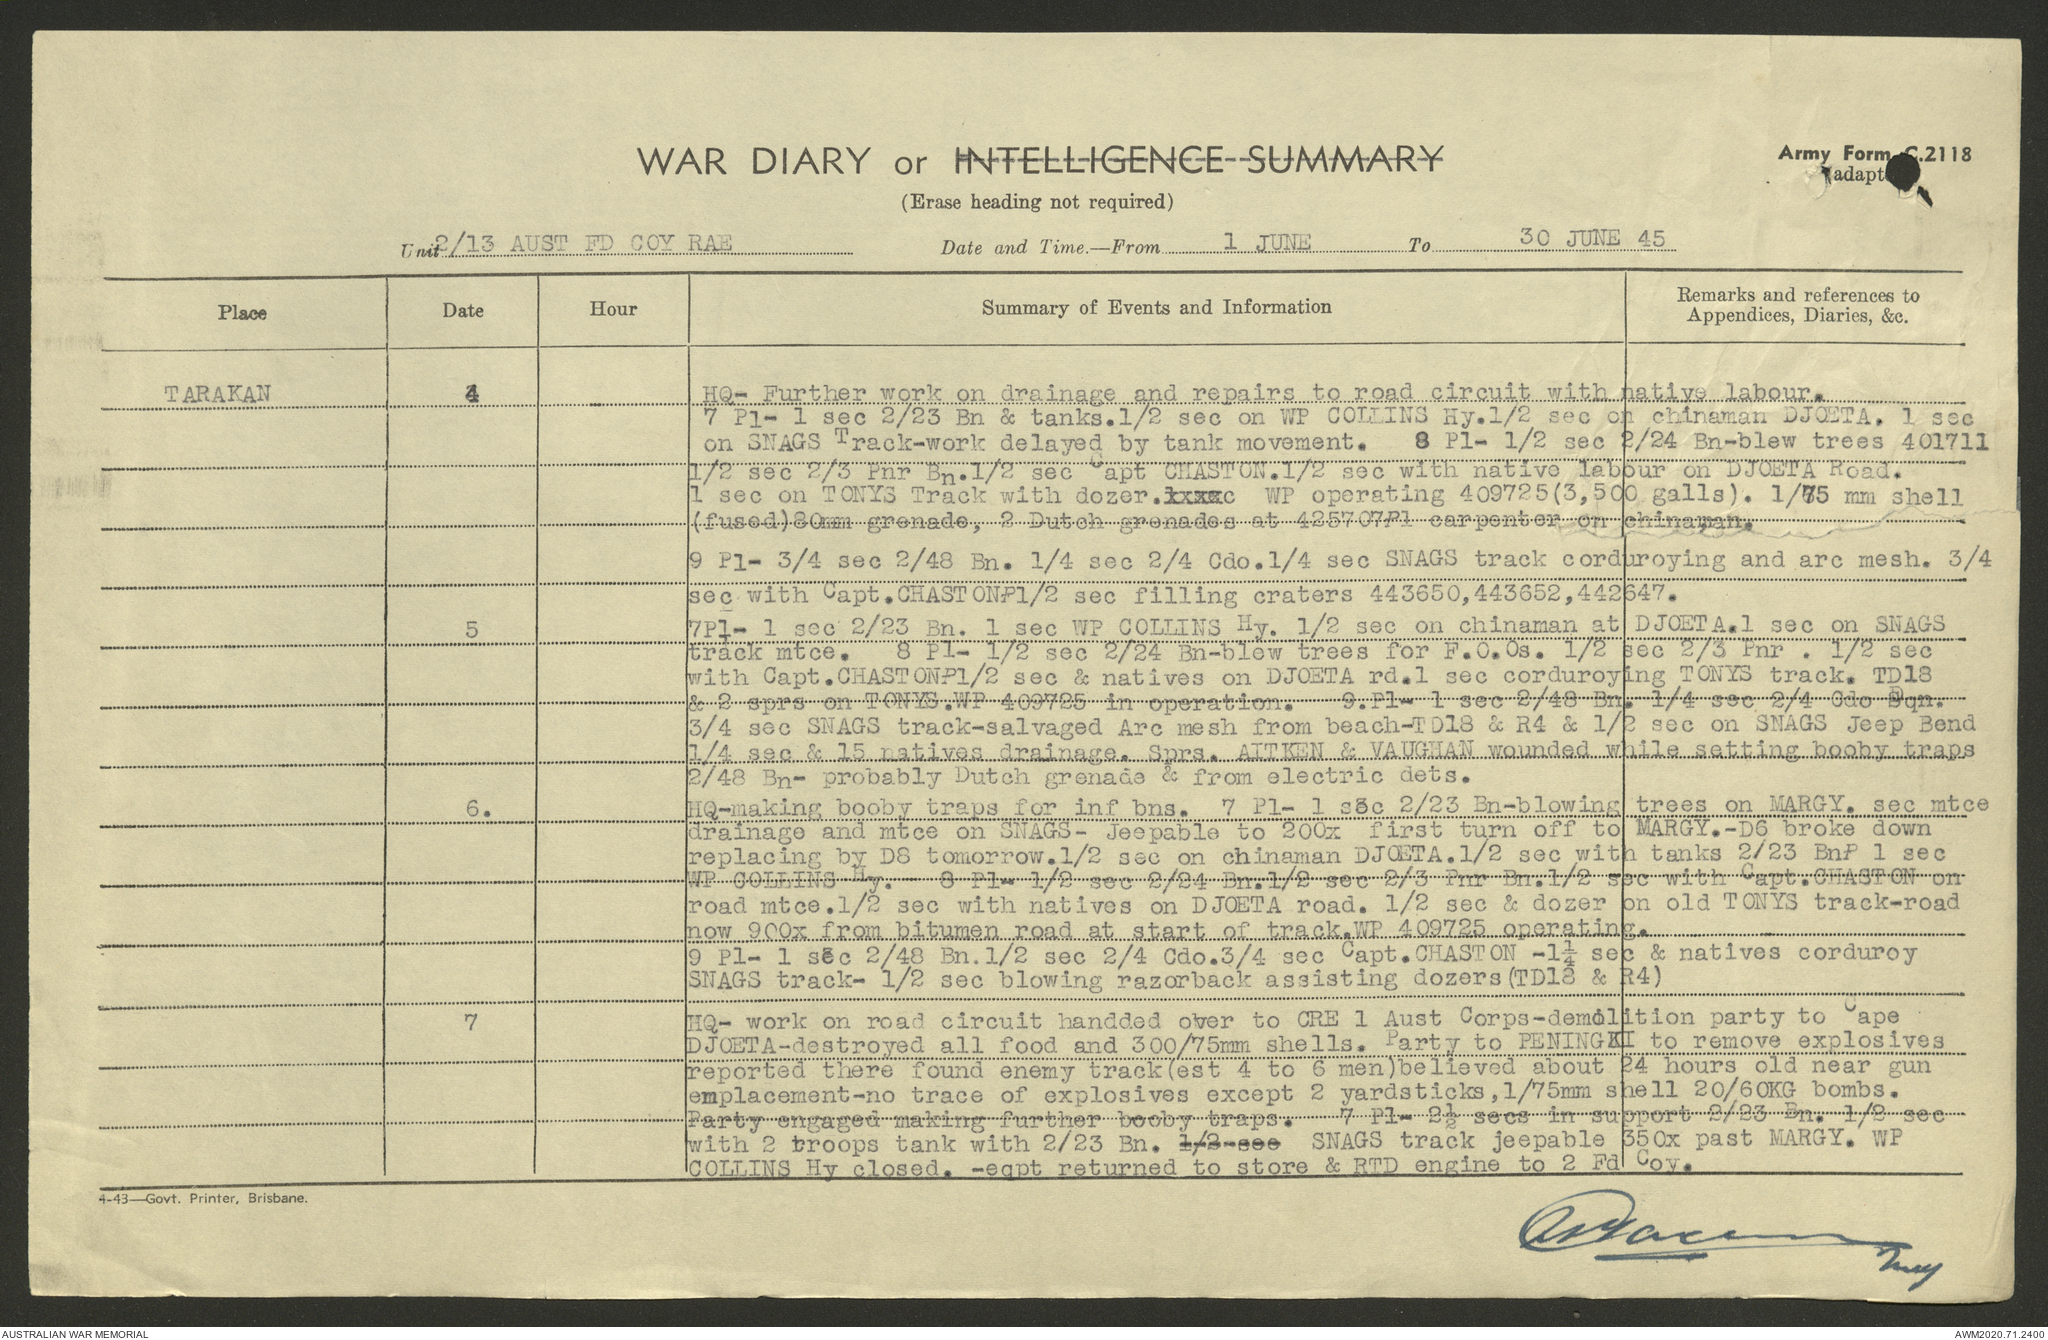 WAR DIARY or INTELLIGENCE SUMMARY
(Erase heading not required)
Army Form C.2118
(adapt
Unit 2/13 AUST FD COY RAE Date and Time.—From 1 JUNE To 30 JUNE 45
Place Date Hour Summary of Events and Information Remarks and references to
Appendices, Diaries, &c.
TARAKAN 4 HQ- Further work on drainage and repairs to road circuit with native labour.
7 Pl- 1 sec 2/23 Bn & tanks.1/2 sec on WP COLLINS Hy.1/2 sec on chinaman DJOETA. 1 sec
on SNAGS Track-work delayed by tank movement. 8 Pl- 1/2 sec 2/24 Bn-blew trees 401711
1/2 sec 2/3 Pnr Bn.1/2 sec Capt CHASTON.1/2 sec with native labour on DJOETA Road.
1 sec on TONYS Track with dozer. WP operating 409725(3,500 galls). 1/75 mm shell
(fused)80mm grenade, 2 Dutch grenades at 425707Pl carpenter on chinaman.
9 Pl- 3/4 sec 2/48 Bn. 1/4 sec 2/4 Cdo.1/4 sec SNAGS track corduroying and arc mesh. 3/4
sec with Capt.CHASTON-P1/2 sec filling craters 443650,443652,442647.
5 7Pl- 1 sec 2/23 Bn. 1 sec WP COLLINS Hy. 1/2 sec on chinaman at DJOETA.1 sec on SNAGS
track mtce. 8 Pl- 1/2 sec 2/24 Bn-blew trees for F.O.Os. 1/2 sec 2/3 Pnr . 1/2 sec
with Capt.CHASTON-P1/2 sec & natives on DJOETA rd.1 sec corduroying TONYS track. TD18
& 2 sprs on TONYS.WP 409725 in operation. 9.Pl- 1 sec 2/48 Bn. 1/4 sec 2/4 Cdo Sqn.
3/4 sec SNAGS track-salvaged Arc mesh from beach-TD18 & R4 & 1/2 sec on SNAGS Jeep Bend
1/4 sec & 15 natives drainage. Sprs. AITKEN & VAUGHAN wounded while setting booby traps
2/48 Bn- probably Dutch grenade & from electric dets.
6. HQ-making booby traps for inf bns. 7 Pl- 1 sec 2/23 Bn-blowing trees on MARGY. sec mtce
drainage and mtce on SNAGS- Jeepable to 200x first turn off to MARGY.-D6 broke down
replacing by D8 tomorrow.1/2 sec on chinaman DJOETA.1/2 sec with tanks 2/23 BnP 1 sec
WP COLLINS Hy. 8 Pl- 1/2 sec 2/24 Bn.1/2 sec 2/3 Pnr Bn.1/2 sec with Capt.CHASTON on
road mtce.1/2 sec with natives on DJOETA road. 1/2 sec & dozer on old TONYS track-road
now 900x from bitumen road at start of track.WP 409725 operating.
9 Pl- 1 sec 2/48 Bn.1/2 sec 2/4 Cdo.3/4 sec Capt.CHASTON -1¼ sec & natives corduroy
SNAGS track- 1/2 sec blowing razorback assisting dozers(TD18 & R4)
7 HQ- work on road circuit handded over to CRE 1 Aust Corps-demolition party to Cape
DJOETA-destroyed all food and 300/75mm shells. Party to PENINGKI to remove explosives
reported there found enemy track(est 4 to 6 men)believed about 24 hours old near gun
emplacement-no trace of explosives except 2 yardsticks,1/75mm shell 20/60KG bombs.
Party engaged making further booby traps. 7 Pl- 2½ secs in support 2/23 Bn. 1/2 sec
with 2 troops tank with 2/23 Bn. 1/2 sec SNAGS track jeepable 350x past MARGY. WP
COLLINS Hy closed. -eqpt returned to store & RTD engine to 2 Fd Coy.
4-43—Govt. Printer, Brisbane.
AUSTRALIAN WAR MEMORIAL
AWM2020.71.2400